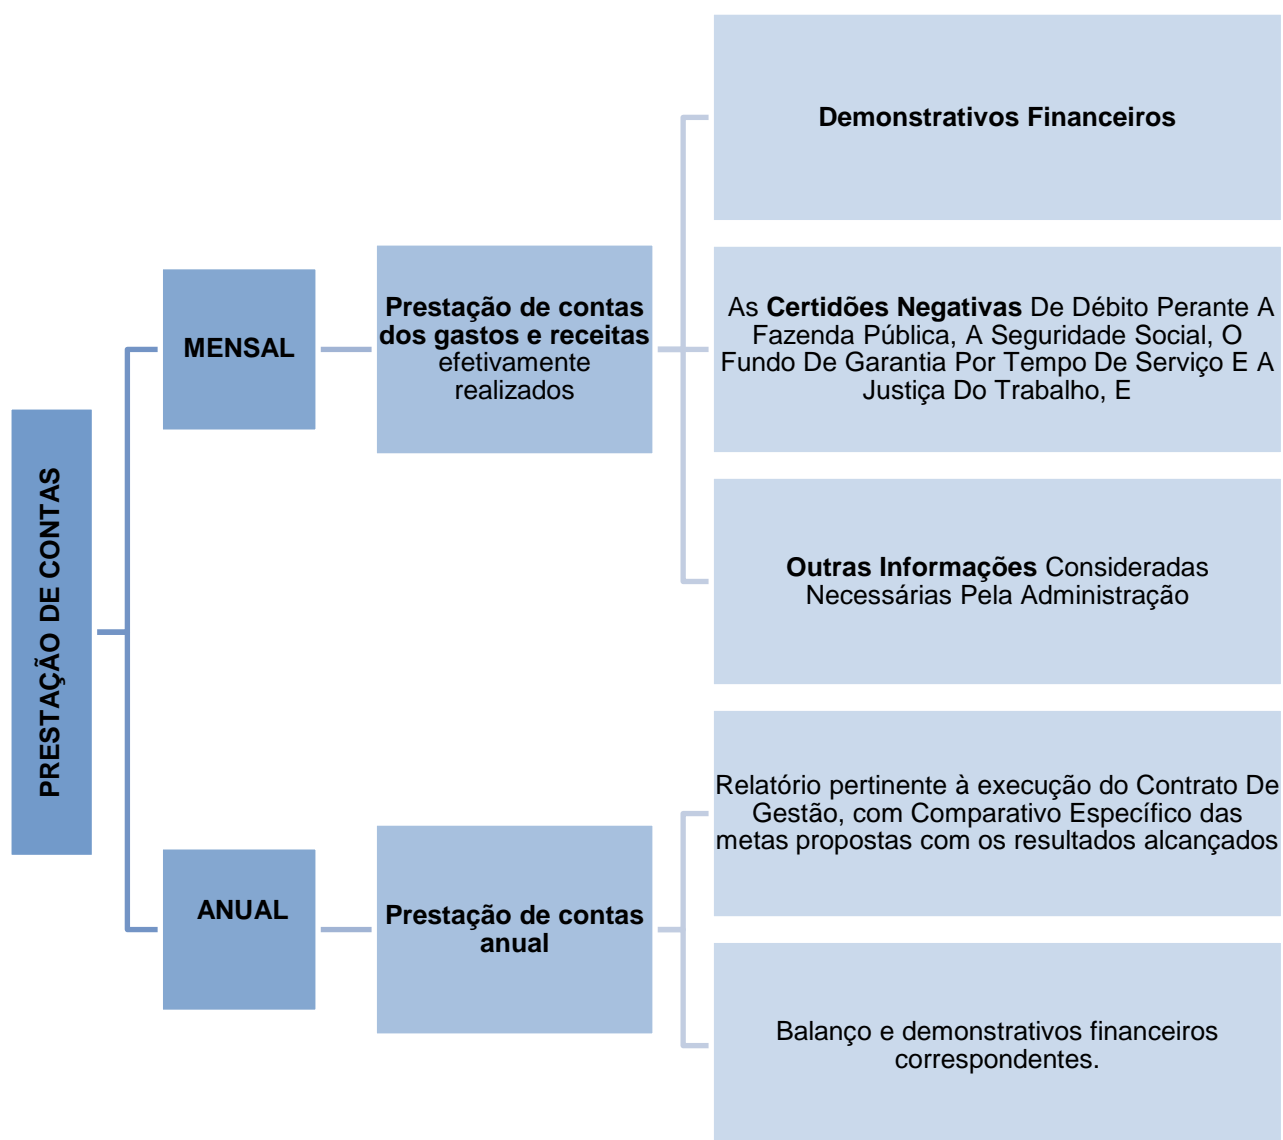 PRESTAÇÃO DE CONTAS
MENSAL
Prestação de contas
dos gastos e receitas
efetivamente
realizados
Demonstrativos Financeiros
As Certidões Negativas De Débito Perante A
Fazenda Pública, A Seguridade Social, O
Fundo De Garantia Por Tempo De Serviço E A
Justiça Do Trabalho, E
Outras Informações Consideradas
Necessárias Pela Administração
ANUAL
Prestação de contas
anual
Relatório pertinente à execução do Contrato De
Gestão, com Comparativo Específico das
metas propostas com os resultados alcançados
Balanço e demonstrativos financeiros
correspondentes.